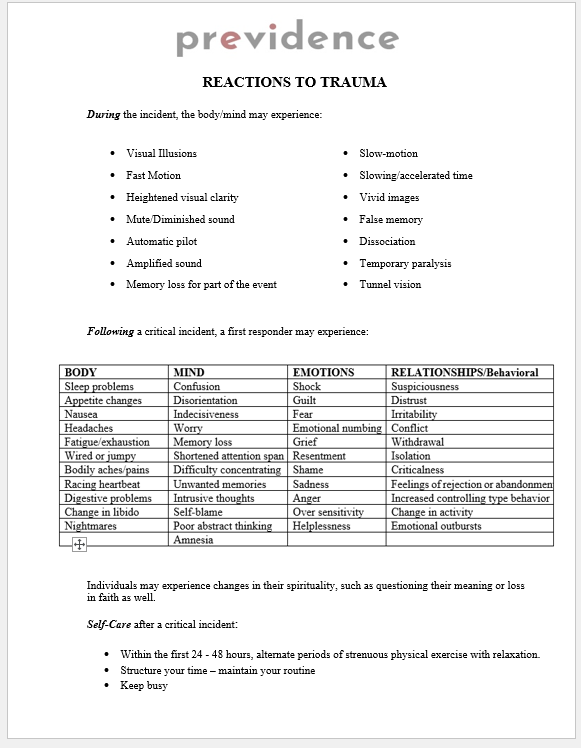 previdence
REACTIONS TO TRAUMA
During the incident, the body/mind may experience:
• Visual Illusions
• Fast Motion
• Heightened visual clarity
• Mute/Diminished sound
• Automatic pilot
• Amplified sound
• Memory loss for part of the event
• Slow-motion
• Slowing/accelerated time
• Vivid images
• False memory
• Dissociation
• Temporary paralysis
• Tunnel vision
Following a critical incident, a first responder may experience:
BODY MIND EMOTIONS RELATIONSHIPS/Behavioral
Sleep problems Confusion Shock Suspiciousness
Appetite changes Disorientation Guilt Distrust
Nausea Indecisiveness Fear Irritability
Headaches Worry Emotional numbing Conflict
Fatigue/exhaustion Memory loss Grief Withdrawal
Wired or jumpy Shortened attention span Resentment Isolation
Bodily aches/pains Difficulty concentrating Shame Criticalness
Racing heartbeat Unwanted memories Sadness Feelings of rejection or abandonmen
Digestive problems Intrusive thoughts Anger Increased controlling type behavior
Change in libido Self-blame Over sensitivity Change in activity
Nightmares Poor abstract thinking Helplessness Emotional outbursts
Amnesia
Individuals may experience changes in their spirituality, such as questioning their meaning or loss
in faith as well.
Self-Care after a critical incident:
• Within the first 24 - 48 hours, alternate periods of strenuous physical exercise with relaxation.
• Structure your time – maintain your routine
• Keep busy